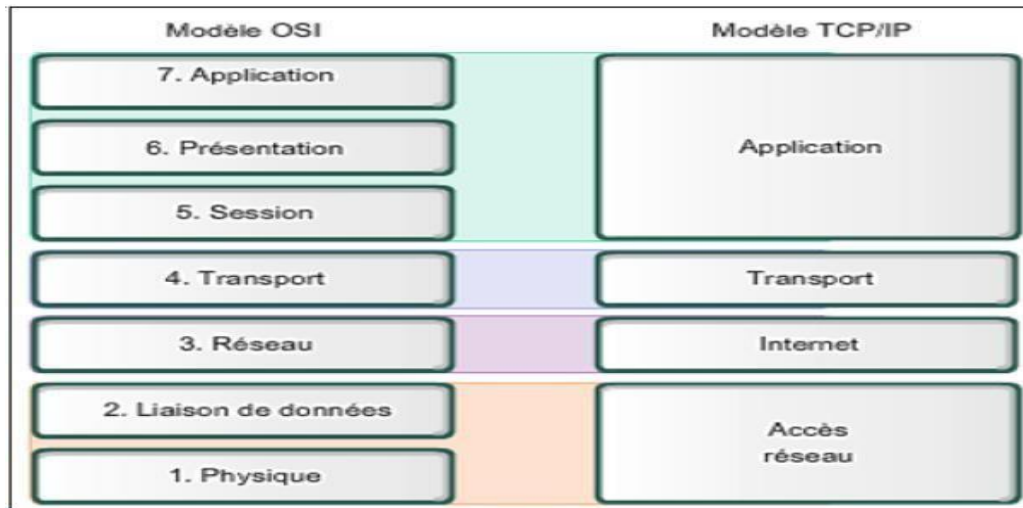 Modèle OSI
Modèle TCP/IP
7. Application
6. Présentation
5. Session
4. Transport
3. Réseau
2. Liaison de données
1. Physique
Application
Transport
Internet
Accès
réseau